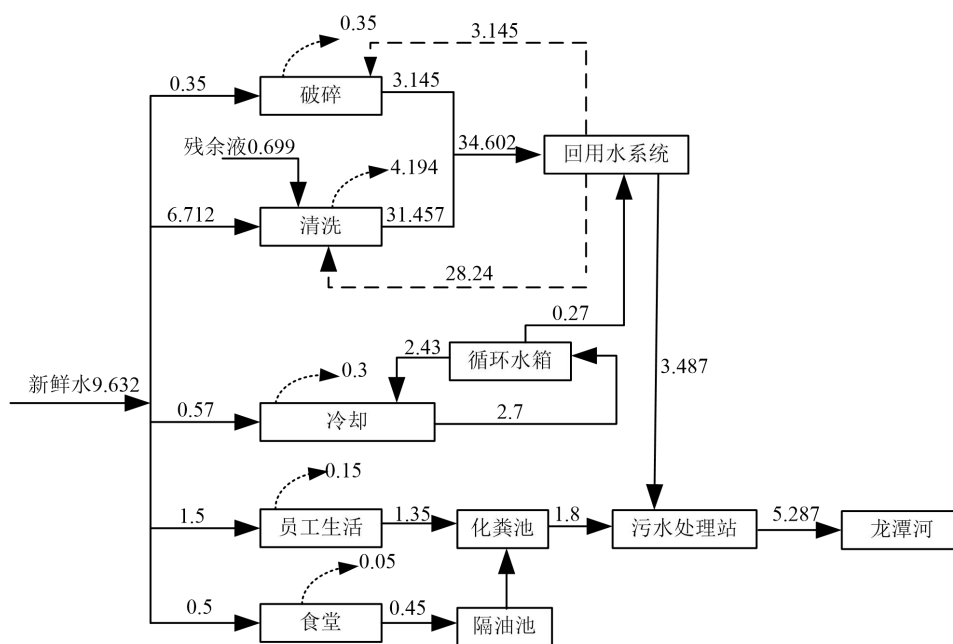 0.35
3.145
0.35
破碎
3.145
残余液0.699
4.194
34.602
回用水系统
6.712
清洗
31.457
28.24
0.27
2.43
循环水箱
3.487
新鲜水9.632
0.3
0.57
冷却
2.7
0.15
1.5
员工生活
1.35
化粪池
1.8
污水处理站
5.287
龙潭河
0.05
0.5
食堂
0.45
隔油池